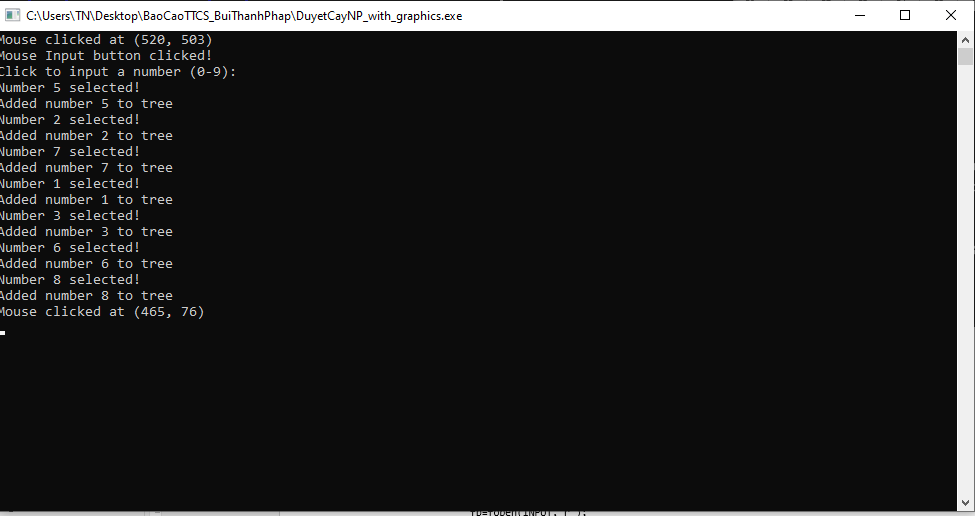 C:\Users\TN\Desktop\BaoCaoTTCS_BuiThanhPhap\DuyetCayNP_with_graphics.exe
Mouse clicked at (520, 503)
Mouse Input button clicked!
Click to input a number (0-9):
Number 5 selected!
Added number 5 to tree
Number 2 selected!
Added number 2 to tree
Number 7 selected!
Added number 7 to tree
Number 1 selected!
Added number 1 to tree
Number 3 selected!
Added number 3 to tree
Number 6 selected!
Added number 6 to tree
Number 8 selected!
Added number 8 to tree
Mouse clicked at (465, 76)